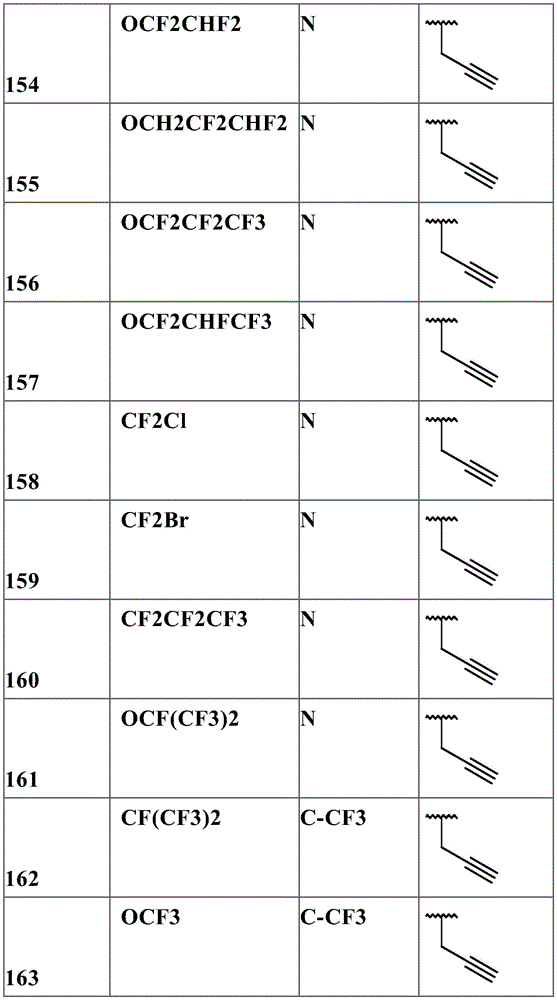 OCF2CHF2 N
154
OCH2CF2CHF2 N
155
OCF2CF2CF3 N
156
OCF2CHFCF3 N
157
CF2Cl N
158
CF2Br N
159
CF2CF2CF3 N
160
OCF(CF3)2 N
161
CF(CF3)2 C-CF3
162
OCF3 C-CF3
163